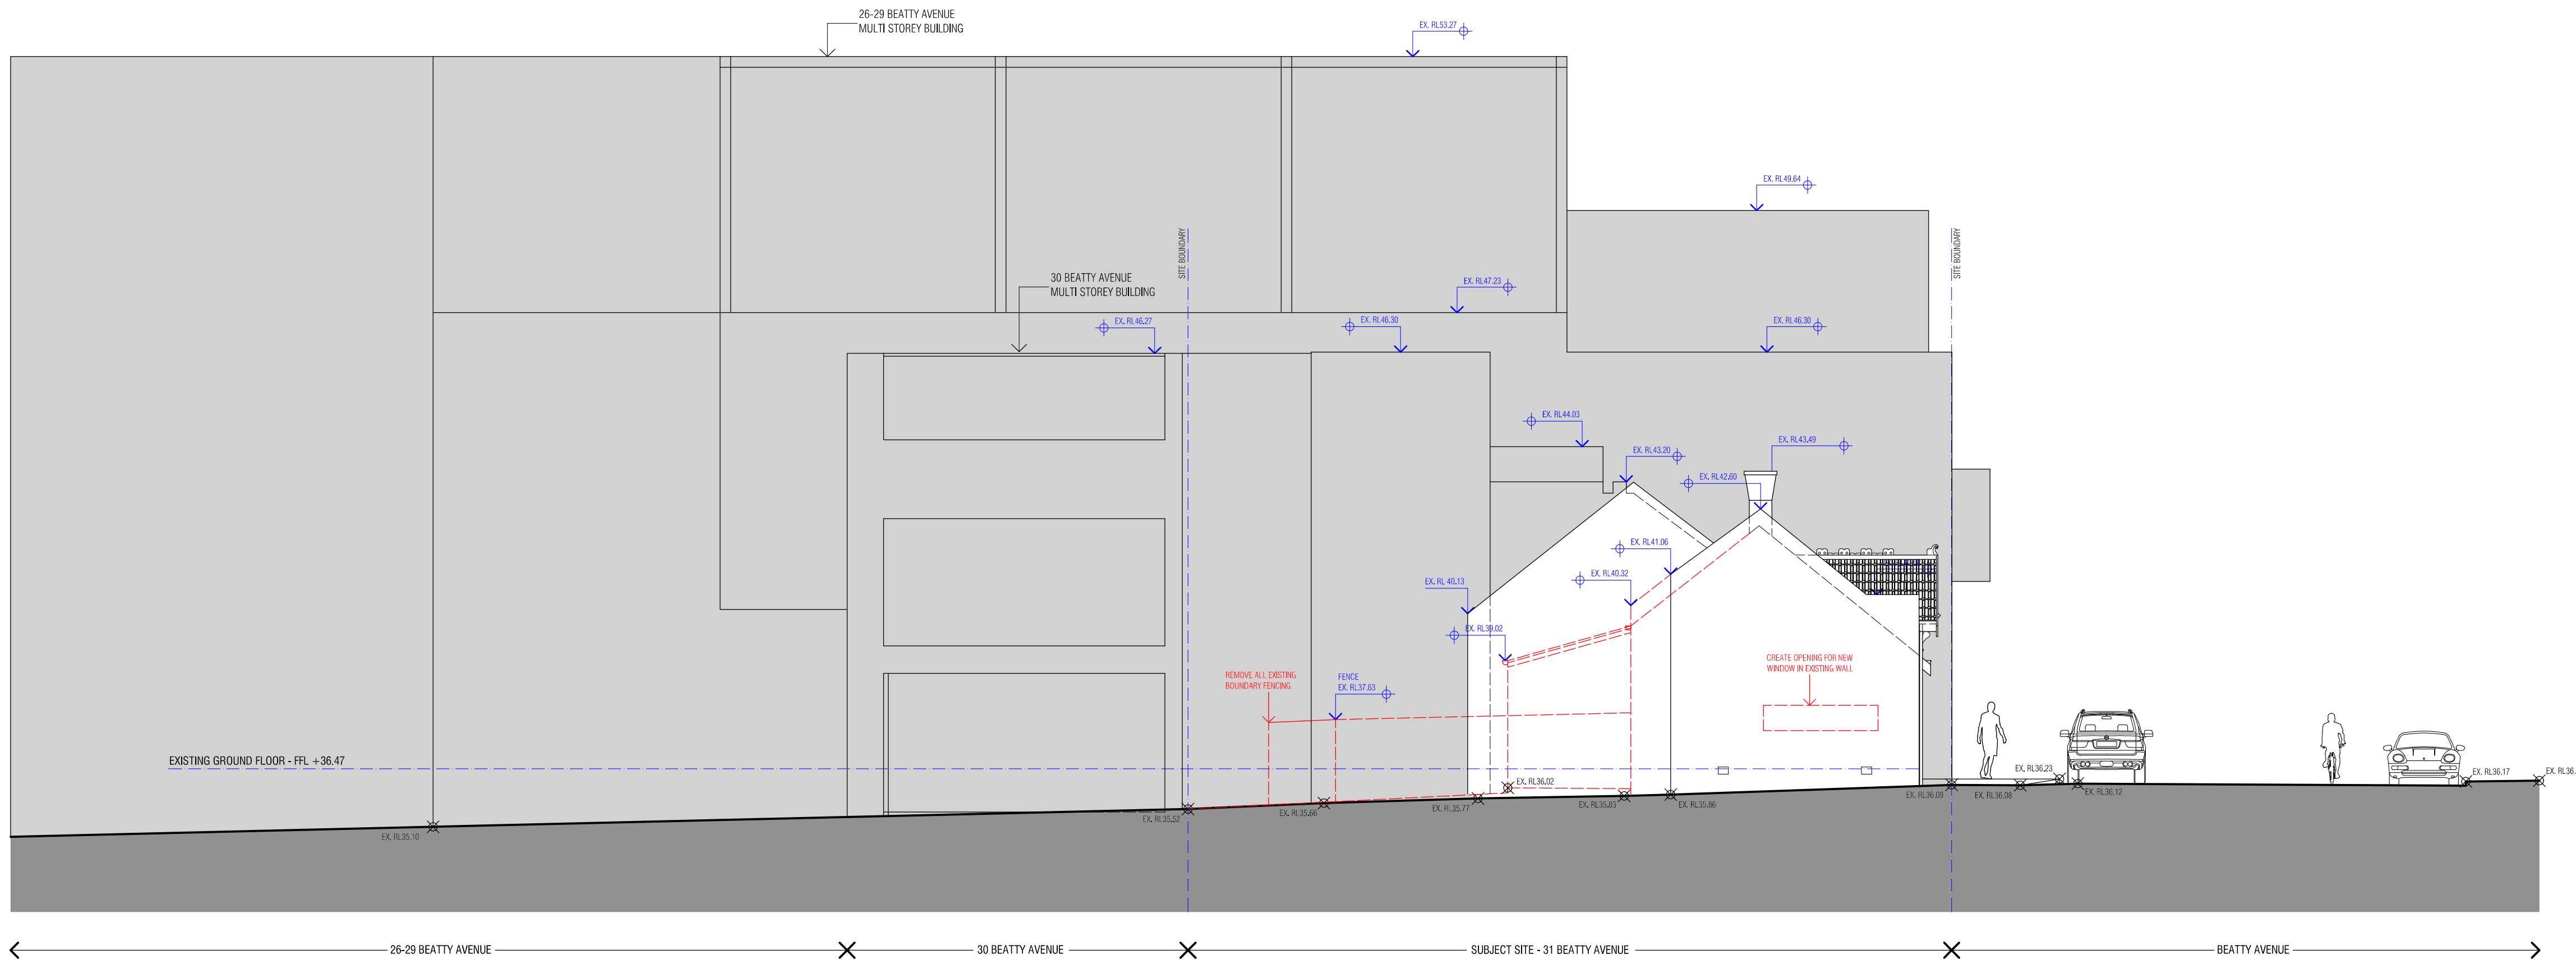 26-29 BEATTY AVENUE
MULTI STOREY BUILDING
EX. RL53.27
EX. RL49.64
SITE BOUNDARY
SITE BOUNDARY
30 BEATTY AVENUE
MULTI STOREY BUILDING
EX. RL47.23
EX. RL46.27
EX. RL46.30
EX. RL46.30
EX. RL44.03
EX. RL43.20
EX. RL43.49
EX. RL42.60
EX. RL41.06
EX. RL40.32
EX. RL 40.13
EX. RL39.02
REMOVE ALL EXISTING
BOUNDARY FENCING
FENCE
EX. RL37.63
CREATE OPENING FOR NEW
WINDOW IN EXISTING WALL
EXISTING GROUND FLOOR - FFL +36.47
EX. RL35.10
EX. RL35.52
EX. RL35.66
EX. RL35.77
EX. RL36.02
EX. RL35.83
EX. RL35.86
EX. RL36.09
EX. RL36.08
EX. RL36.23
EX. RL36.12
EX. RL36.17
EX. RL36.
26-29 BEATTY AVENUE
30 BEATTY AVENUE
SUBJECT SITE - 31 BEATTY AVENUE
BEATTY AVENUE